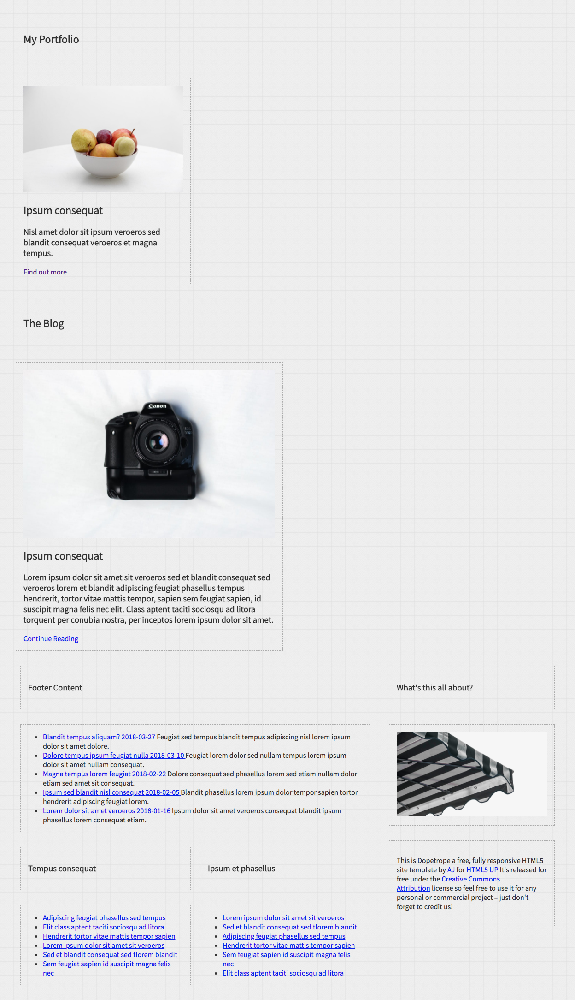 My Portfolio
Ipsum consequat
Nisl amet dolor sit ipsum veroeros sed
blandit consequat veroeros et magna
tempus.
Find out more
The Blog
Canon
Ipsum consequat
Lorem ipsum dolor sit amet sit veroeros sed et blandit consequat sed
veroeros lorem et blandit adipiscing feugiat phasellus tempus
hendrerit, tortor vitae mattis tempor, sapien sem feugiat sapien, id
suscipit magna felis nec elit. Class aptent taciti sociosqu ad litora
torquent per conubia nostra, per inceptos lorem ipsum dolor sit amet.
Continue Reading
Footer Content
Blandit tempus aliquam? 2018-03-27 Feugiat sed tempus blandit tempus adipiscing nisl lorem ipsum
dolor sit amet dolore.
Dolore tempus ipsum feugiat nulla 2018-03-10 Feugiat lorem dolor sed nullam tempus lorem ipsum
dolor sit amet nullam consequat.
Magna tempus lorem feugiat 2018-02-22 Dolore consequat sed phasellus lorem sed etiam nullam dolor
etiam sed amet sit consequat.
Ipsum sed blandit nisl consequat 2018-02-05 Blandit phasellus lorem ipsum dolor tempor sapien tortor
hendrerit adipiscing feugiat lorem.
Lorem dolor sit amet veroeros 2018-01-16 Ipsum dolor sit amet veroeros consequat blandit ipsum
phasellus lorem consequat etiam.
Tempus consequat
Adipiscing feugiat phasellus sed tempus
Elit class aptent taciti sociosqu ad litora
Hendrerit tortor vitae mattis tempor sapien
Lorem ipsum dolor sit amet sit veroeros
Sed et blandit consequat sed tlorem blandit
Sem feugiat sapien id suscipit magna felis
nec
Ipsum et phasellus
Lorem ipsum dolor sit amet sit veroeros
Sed et blandit consequat sed tlorem blandit
Adipiscing feugiat phasellus sed tempus
Hendrerit tortor vitae mattis tempor sapien
Sem feugiat sapien id suscipit magna felis
nec
Elit class aptent taciti sociosqu ad litora
What's this all about?
This is Dopetrope a free, fully responsive HTML5
site template by AJ for HTML5 UP It's released for
free under the Creative Commons
Attribution license so feel free to use it for any
personal or commercial project – just don't
forget to credit us!